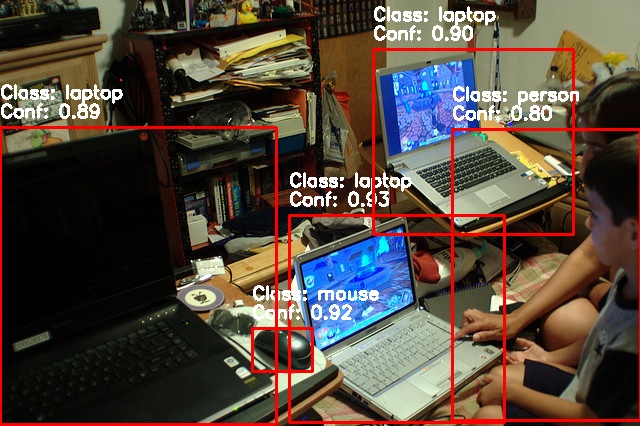 Class: laptop
Conf: 0.90
Class: laptop
Conf: 0.89
Class: person
Conf: 0.80
Class: laptop
Conf: 0.93
Class: mouse
Conf: 0.92